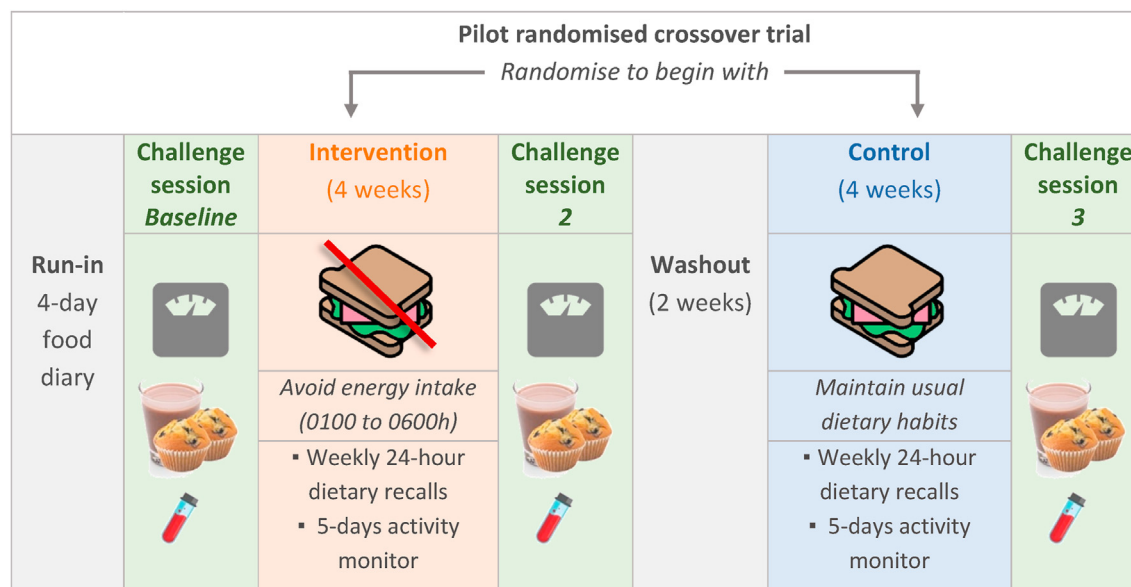 Pilot randomised crossover trial
Randomise to begin with
Run-in
4-day
food
diary
Challenge
session
Baseline
Intervention
(4 weeks)
Avoid energy intake
(0100 to 0600h)
▪ Weekly 24-hour
dietary recalls
▪ 5-days activity
monitor
Challenge
session
2
Washout
(2 weeks)
Control
(4 weeks)
Maintain usual
dietary habits
▪ Weekly 24-hour
dietary recalls
▪ 5-days activity
monitor
Challenge
session
3